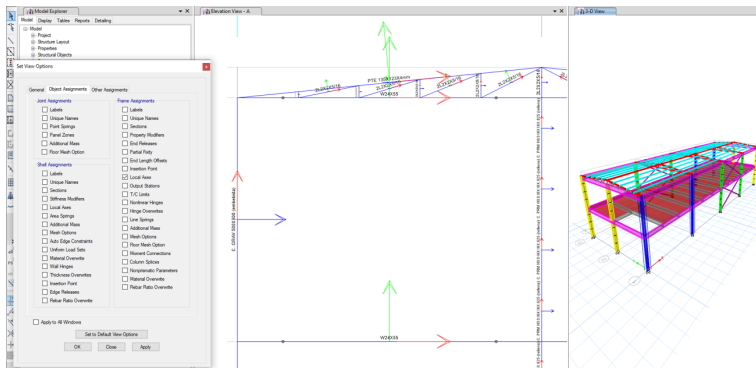 Model Explorer
Model Display Tables Reports Detailing
Model
Project
Structure Layout
Properties
Structural Objects
Set View Options
General Object Assignments Other Assignments
Joint Assignments
Labels
Unique Names
Point Springs
Panel Zones
Additional Mass
Floor Mesh Option
Shell Assignments
Labels
Unique Names
Sections
Stiffness Modifiers
Local Axes
Area Springs
Additional Mass
Mesh Options
Auto Edge Constraints
Uniform Load Sets
Material Overwrite
Wall Hinges
Thickness Overwrites
Insertion Point
Edge Releases
Rebar Ratio Overwrite
Frame Assignments
Labels
Unique Names
Sections
Property Modifiers
End Releases
Partial Fixity
End Length Offsets
Insertion Point
Local Axes
Output Stations
T/C Limits
Nonlinear Hinges
Hinge Overwrites
Line Springs
Additional Mass
Mesh Options
Floor Mesh Option
Moment Connections
Column Splices
Nonprismatic Parameters
Material Overwrite
Rebar Ratio Overwrite
Apply to All Windows
Set to Default View Options
OK Close Apply
Elevation View - A
2L2X2X5/16
2L2X2X5/16
2L2X2X5/16
W24X55
W24X55
3-D View